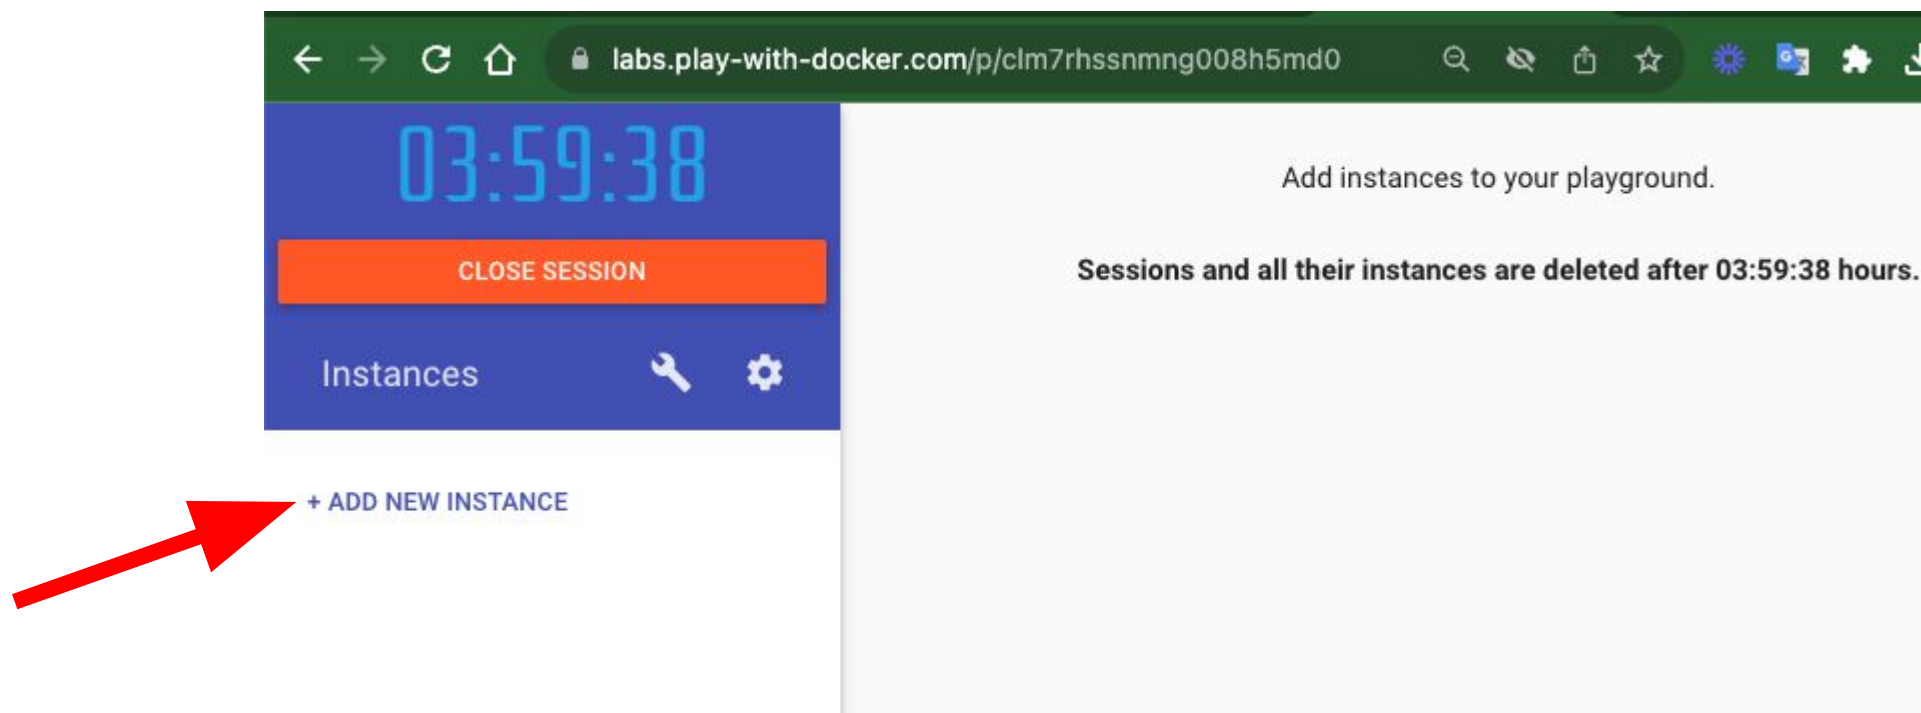 labs.play-with-docker.com/p/clm7rhssnmng008h5md0
03:59:38
CLOSE SESSION
Instances
+ ADD NEW INSTANCE
Add instances to your playground.
Sessions and all their instances are deleted after 03:59:38 hours.